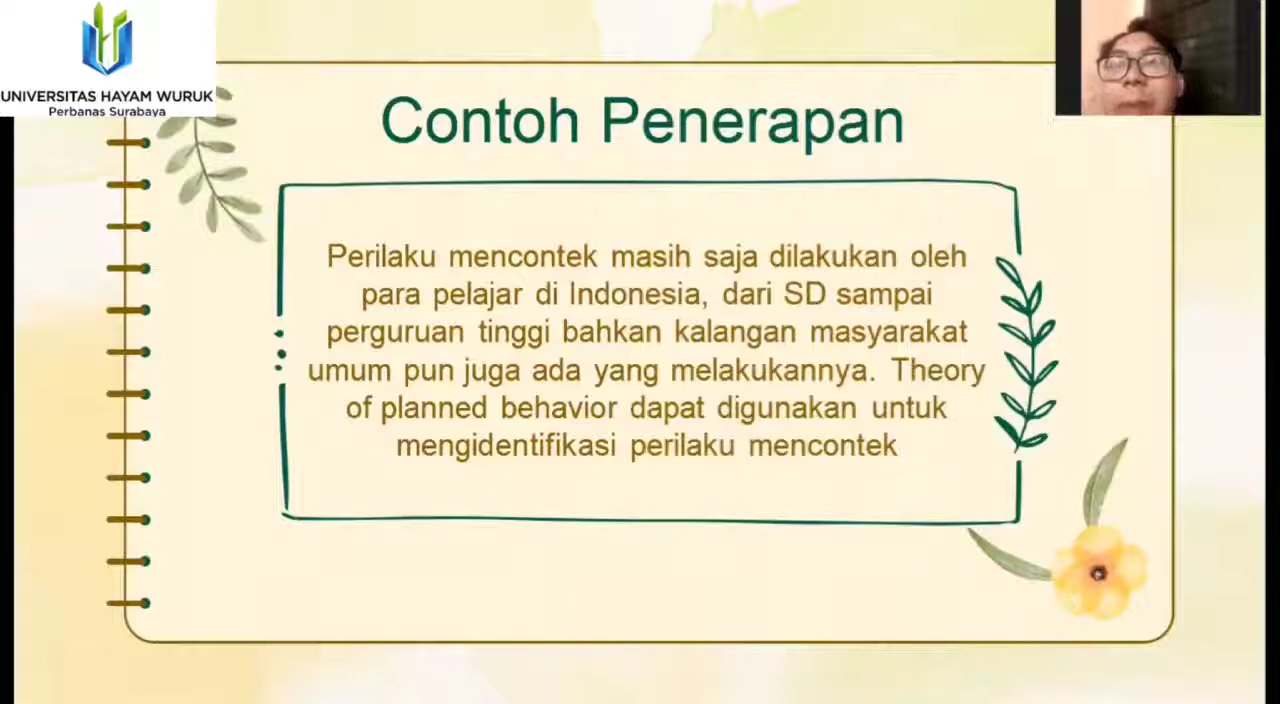 UNIVERSITAS HAYAM WURUK
Perbanas Surabaya
Contoh Penerapan
Perilaku mencontek masih saja dilakukan oleh
para pelajar di Indonesia, dari SD sampai
perguruan tinggi bahkan kalangan masyarakat
umum pun juga ada yang melakukannya. Theory
of planned behavior dapat digunakan untuk
mengidentifikasi perilaku mencontek